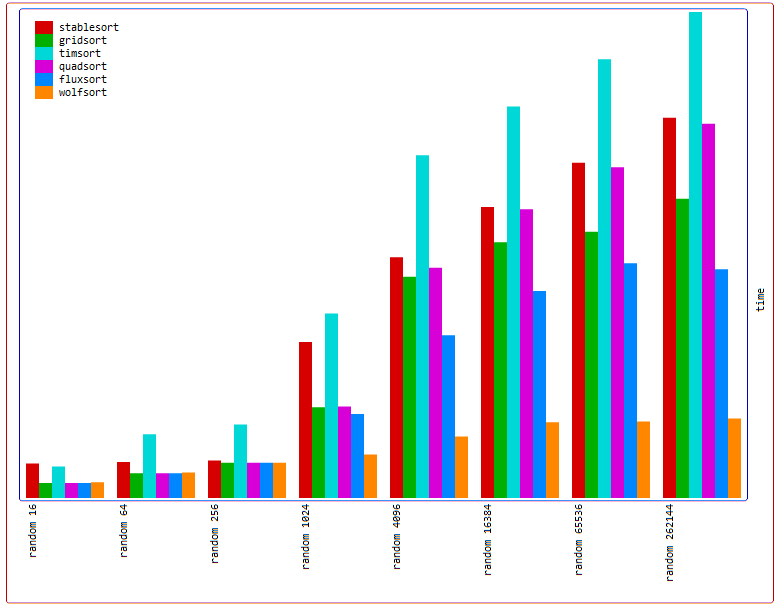 stablesort
gridsort
timsort
quadsort
fluxsort
wolfsort
time
random 16
random 64
random 256
random 1024
random 4096
random 16384
random 65536
random 262144